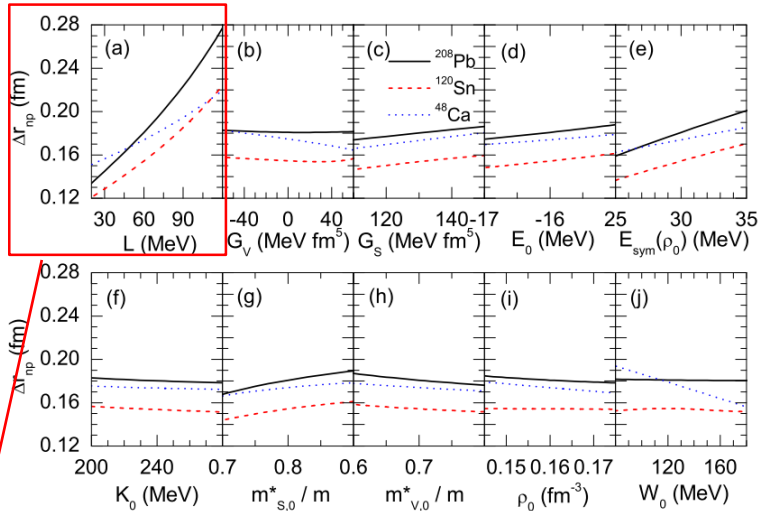 0.28
0.24
0.20
0.16
0.12
Δr_np (fm)
(a)
(b)
(c)
(d)
(e)
²⁰⁸Pb
¹²⁰Sn
⁴⁸Ca
30 60 90
-40 0 40
120 140
-17 -16
25 30 35
L (MeV)
G_V (MeV fm⁵)
G_S (MeV fm⁵)
E_0 (MeV)
E_sym(ρ_0) (MeV)
0.28
0.24
0.20
0.16
0.12
Δr_np (fm)
(f)
(g)
(h)
(i)
(j)
200 240
0.7 0.8
0.6 0.7
0.15 0.16 0.17
120 160
K_0 (MeV)
m*_S,0 / m
m*_V,0 / m
ρ_0 (fm⁻³)
W_0 (MeV)